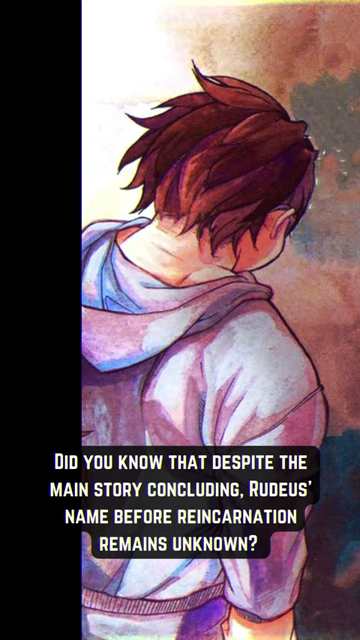 Did you know that despite the
main story concluding, Rudeus'
name before reincarnation
remains unknown?